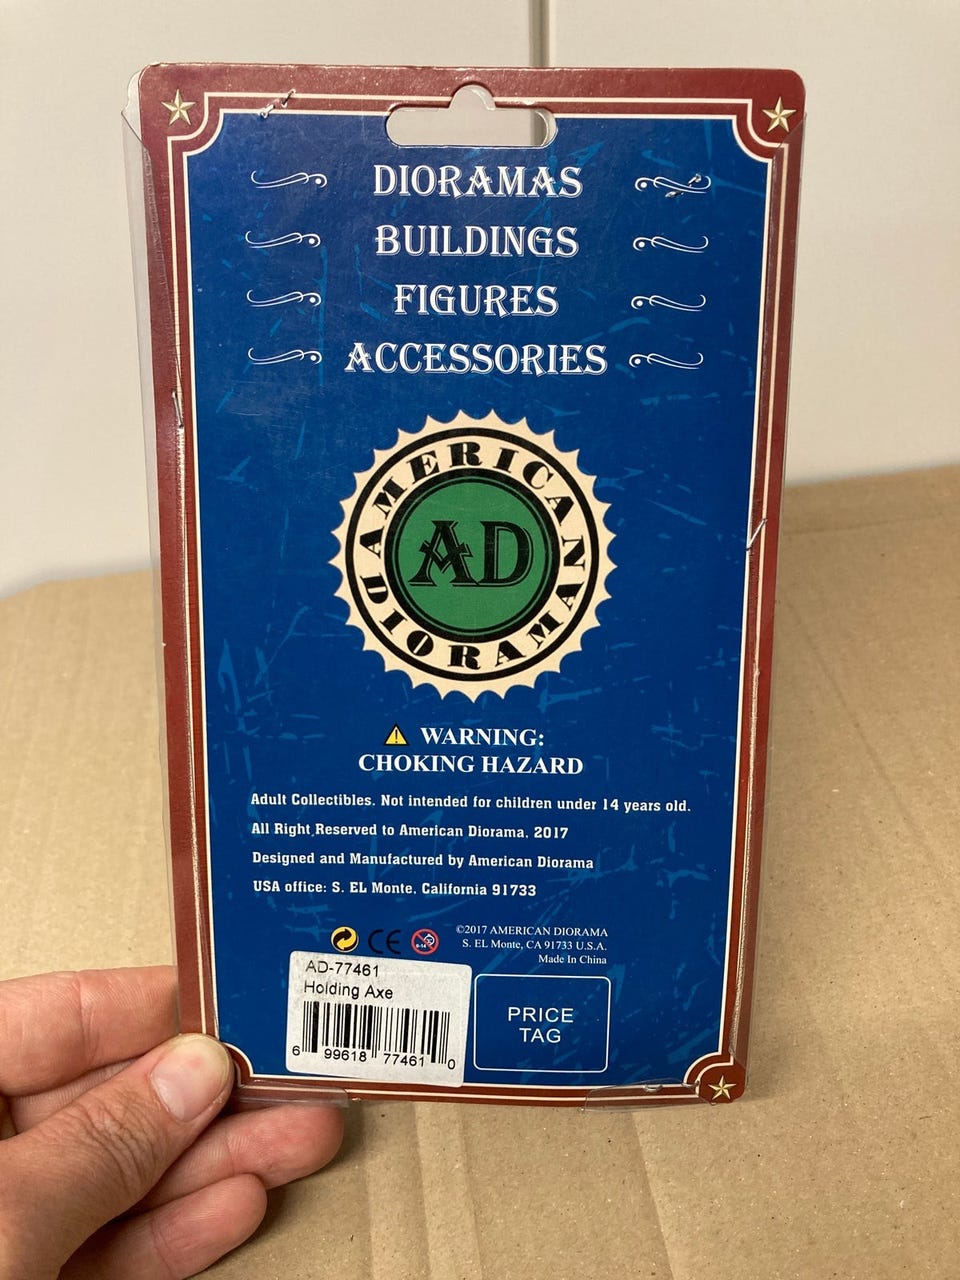 DIORAMAS
BUILDINGS
FIGURES
ACCESSORIES
AMERICAN
AD
DIORAMA
WARNING:
CHOKING HAZARD
Adult Collectibles. Not intended for children under 14 years old.
All Right Reserved to American Diorama. 2017
Designed and Manufactured by American Diorama
USA office: S. EL Monte. California 91733
©2017 AMERICAN DIORAMA
S. EL Monte, CA 91733 U.S.A.
Made In China
CE
0-14
AD-77461
Holding Axe
6 99618 77461 0
PRICE
TAG